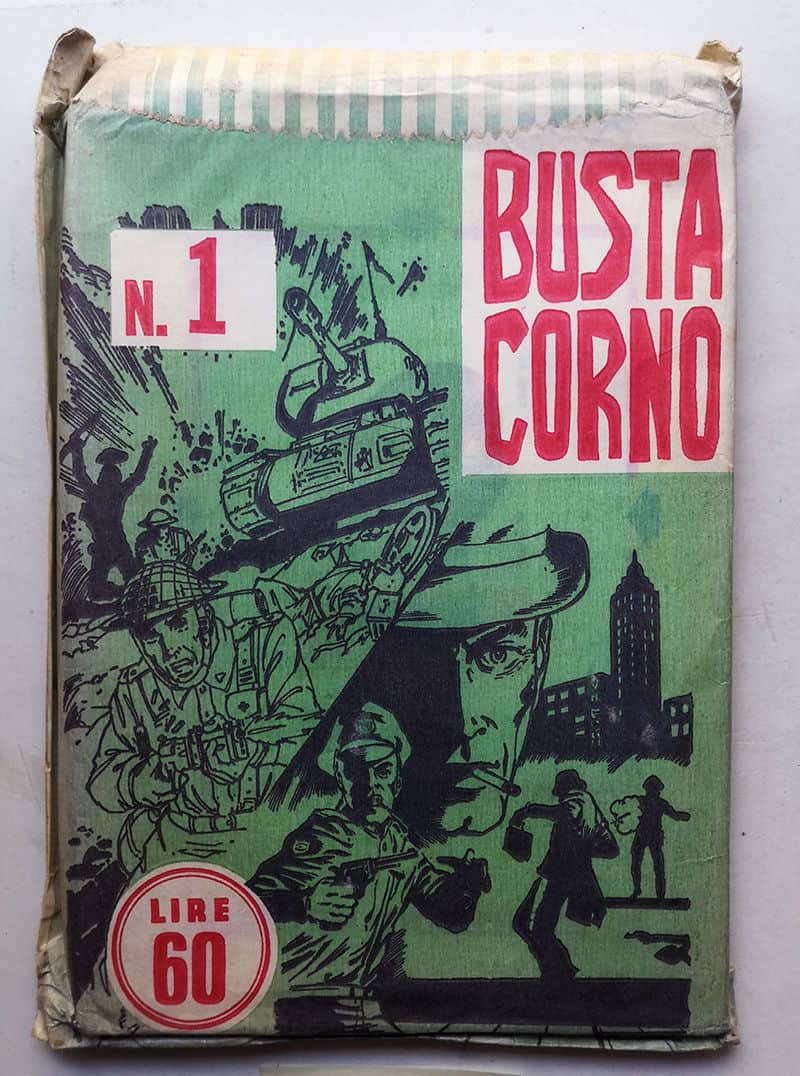 BUSTA
CORNO
N. 1
LIRE
60